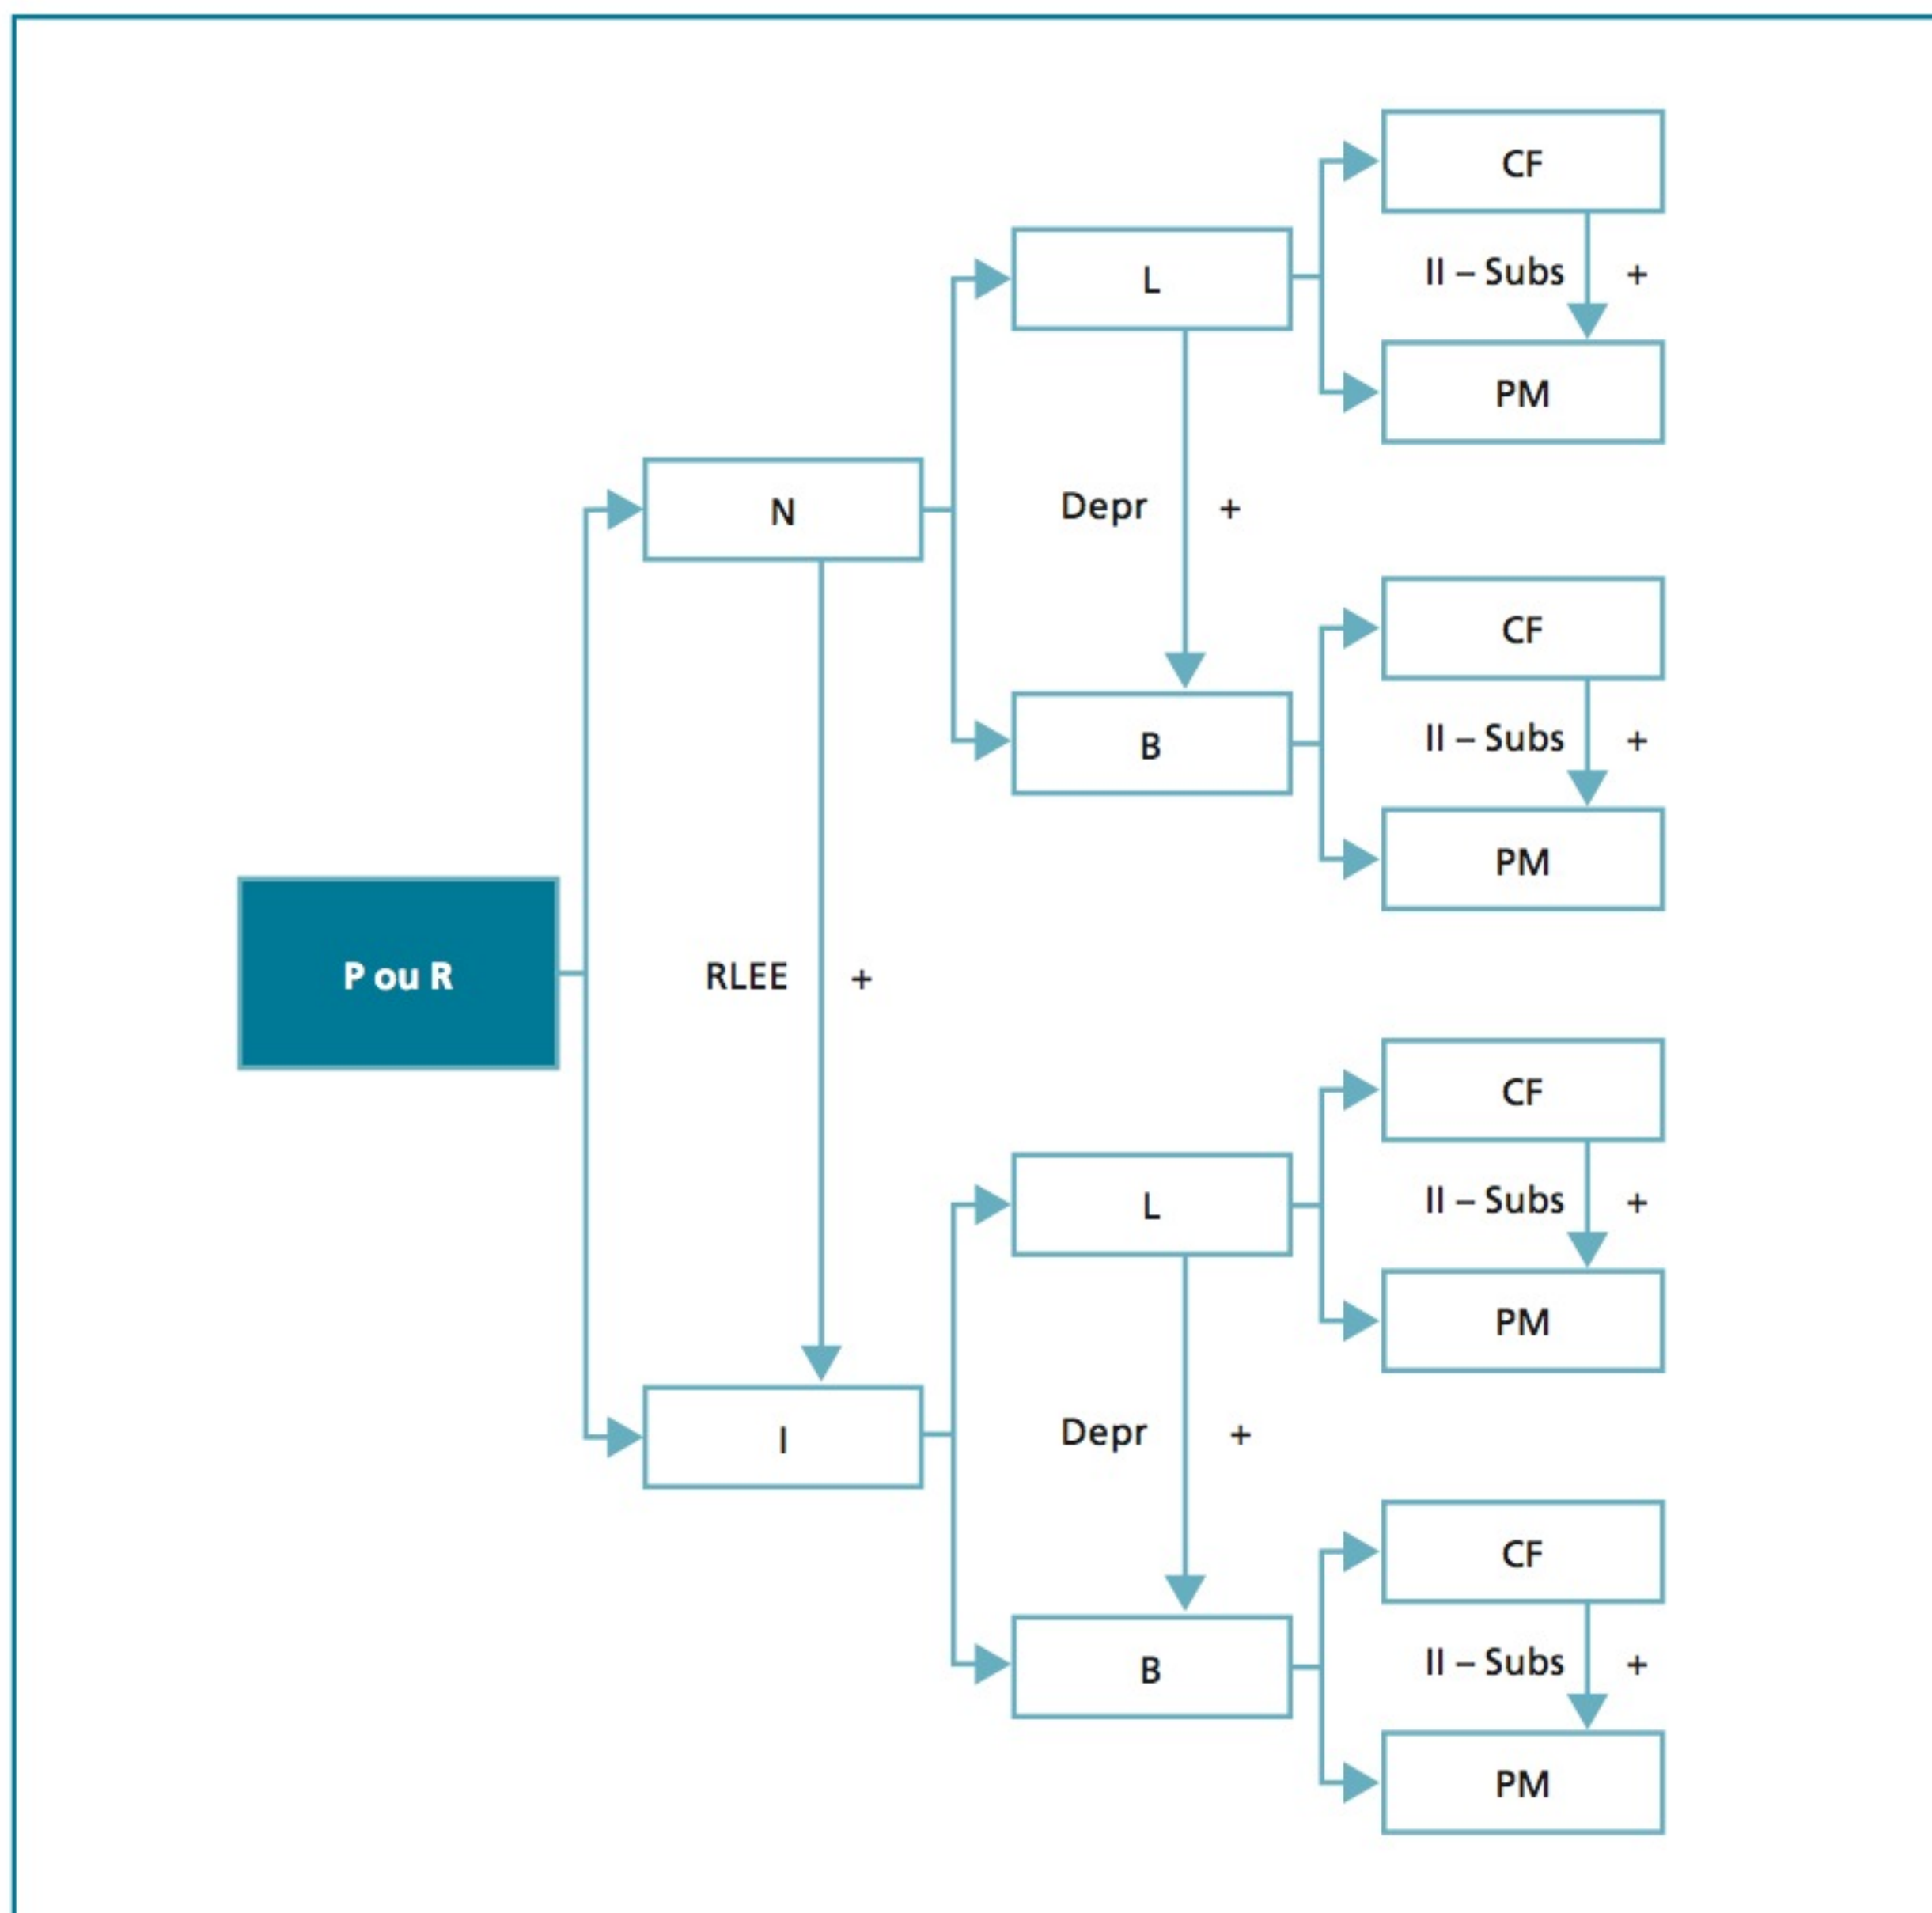 CF
II – Subs +
L
PM
Depr +
N
CF
B
II – Subs +
PM
P ou R
RLEE +
CF
L
II – Subs +
PM
I
Depr +
CF
B
II – Subs +
PM